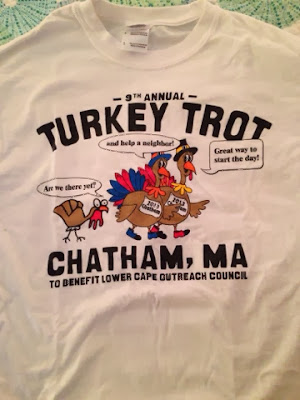 - 9TH ANNUAL -
TURKEY TROT
and help a neighbor!
Great way to
start the day!
Are we there yet?
CHATHAM, MA
TO BENEFIT LOWER CAPE OUTREACH COUNCIL